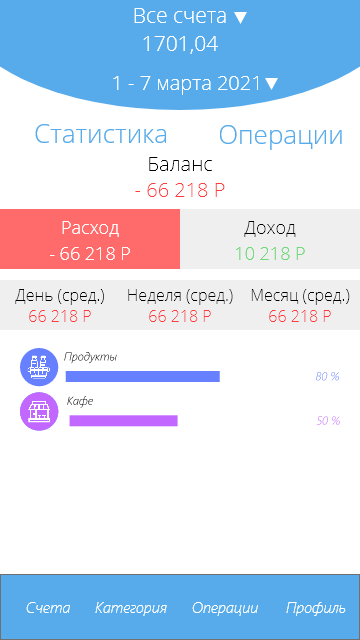 Все счета
1701,04
1 - 7 марта 2021
Статистика Операции
Баланс
- 66 218 Р
Расход Доход
- 66 218 Р 10 218 Р
День (сред.) Неделя (сред.) Месяц (сред.)
66 218 Р 66 218 Р 66 218 Р
Продукты
80 %
Кафе
50 %
Счета Категория Операции Профиль